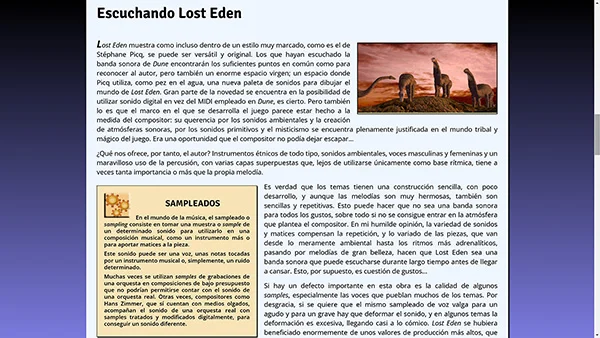 Escuchando Lost Eden
Lost Eden muestra como incluso dentro de un estilo muy marcado, como es el de
Stéphane Picq, se puede ser versátil y original. Los que hayan escuchado la
banda sonora de Dune encontrarán los suficientes puntos en común como para
reconocer al autor, pero también un enorme espacio virgen; un espacio donde
Picq utiliza, como pez en el agua, una nueva paleta de sonidos para dibujar el
mundo de Lost Eden. Gran parte de la novedad se encuentra en la posibilidad de
utilizar sonido digital en vez del MIDI empleado en Dune, es cierto. Pero también
lo es que el marco en el que se desarrolla el juego parece estar hecho a la
medida del compositor: su querencia por los sonidos ambientales y la creación
de atmósferas sonoras, por los sonidos primitivos y el misticismo se encuentra plenamente justificada en el mundo tribal y
mágico del juego. Era una oportunidad que el compositor no podía dejar escapar...
¿Qué nos ofrece, por tanto, el autor? Instrumentos étnicos de todo tipo, sonidos ambientales, voces masculinas y femeninas y un
maravilloso uso de la percusión, con varias capas superpuestas que, lejos de utilizarse únicamente como base rítmica, tiene a
veces tanta importancia o más que la propia melodía.
SAMPLEADOS
En el mundo de la música, el sampleado o
sampling consiste en tomar una muestra o sample de
un determinado sonido para utilizarlo en una
composición musical, como un instrumento más o
para aportar matices a la pieza.
Este sonido puede ser una voz, unas notas tocadas
por un instrumento musical o, simplemente, un ruido
determinado.
Muchas veces se utilizan samples de grabaciones de
una orquesta en composiciones de bajo presupuesto
que no podrían permitirse contar con el sonido de
una orquesta real. Otras veces, compositores como
Hans Zimmer, que si cuentan con medios olgados,
acompañan el sonido de una orquesta real con
samples tratados y modificados digitalmente, para
conseguir un sonido diferente.
Es verdad que los temas tienen una construcción sencilla, con poco
desarrollo, y aunque las melodías son muy hermosas, también son
sencillas y repetitivas. Esto puede hacer que no sea una banda sonora
para todos los gustos, sobre todo si no se consigue entrar en la atmósfera
que plantea el compositor. En mi humilde opinión, la variedad de sonidos
y matices compensan la repetición, y lo variado de las piezas, que van
desde lo meramente ambiental hasta los ritmos más adrenalíticos,
pasando por melodías de gran belleza, hacen que Lost Eden sea una
banda sonora que puede escucharse durante largo tiempo antes de llegar
a cansar. Esto, por supuesto, es cuestión de gustos...
Si hay un defecto importante en esta obra es la calidad de algunos
samples, especialmente las voces que pueblan muchos de los temas. Por
desgracia, si se quiere que el mismo sampleado de voz valga para un
agudo y para un grave hay que deformar el sonido, y en algunos temas la
deformación es excesiva, llegando casi a lo cómico. Lost Eden se hubiera
beneficiado enormemente de unos valores de producción más altos, que